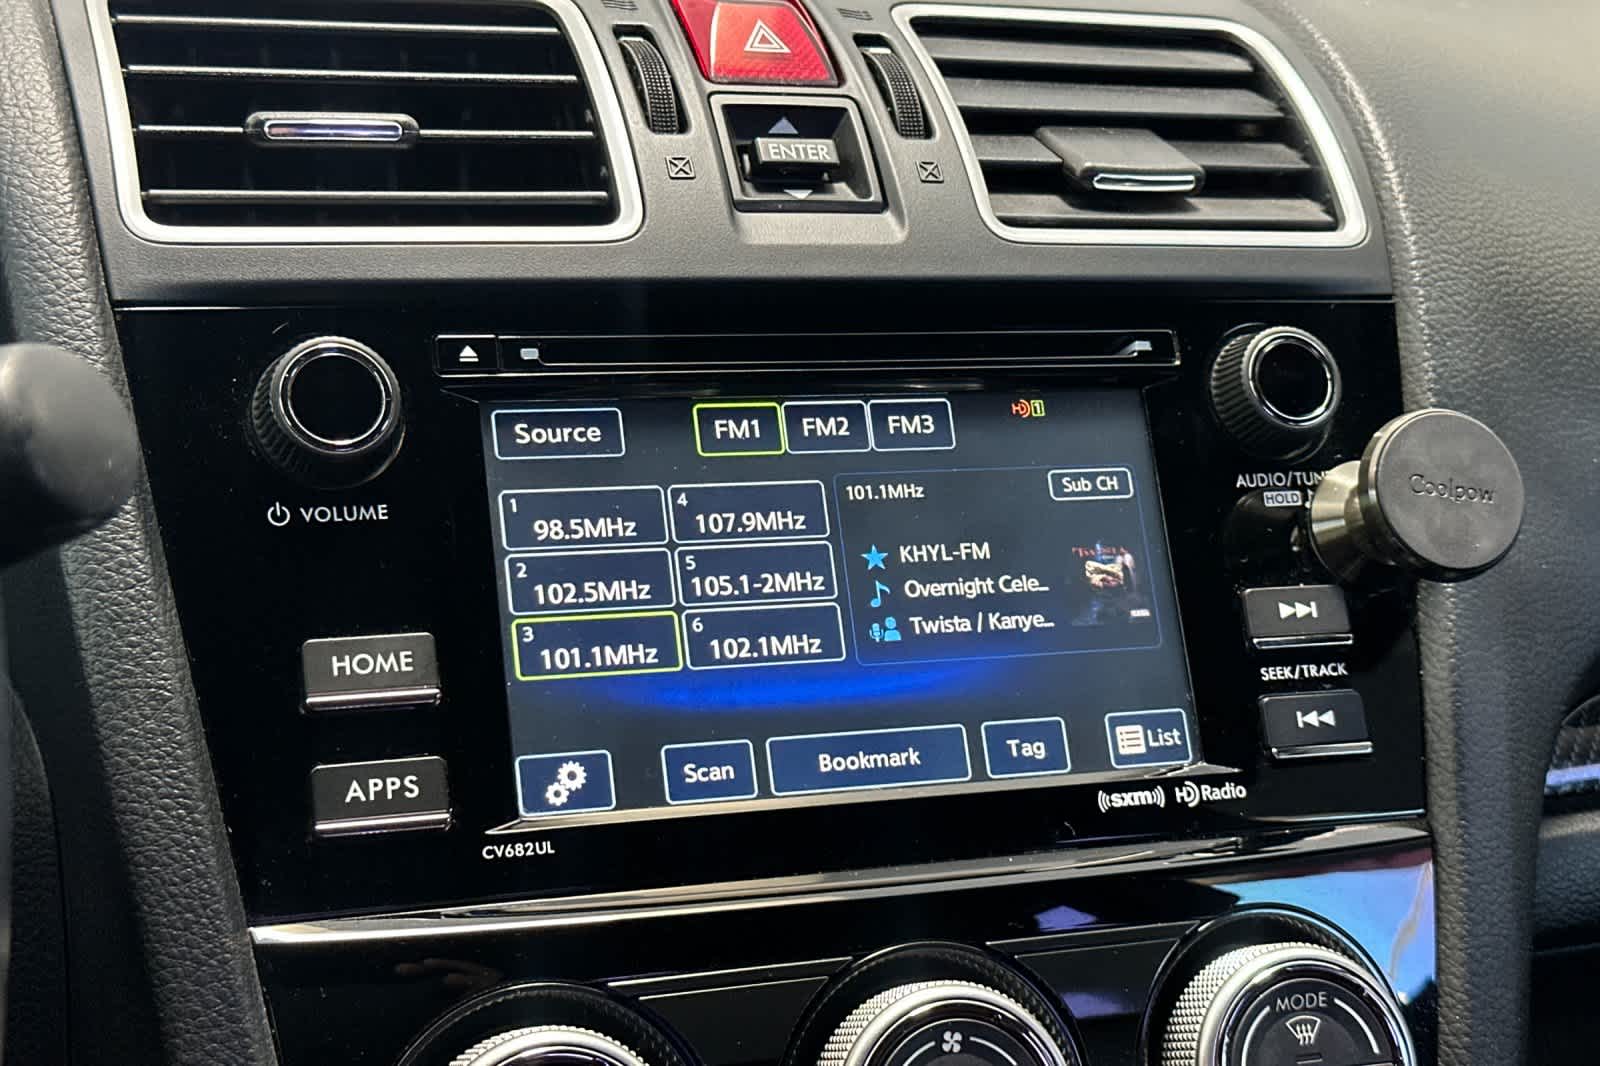 ENTER
VOLUME
AUDIO/TUN
HOLD
Coolpow
Source
FM1
FM2
FM3
HD1
1
98.5MHz
4
107.9MHz
2
102.5MHz
5
105.1-2MHz
3
101.1MHz
6
102.1MHz
101.1MHz
Sub CH
KHYL-FM
Overnight Cele...
Twista / Kanye...
Scan
Bookmark
Tag
List
HOME
APPS
SEEK/TRACK
CV682UL
((sxm))
HD Radio
MODE